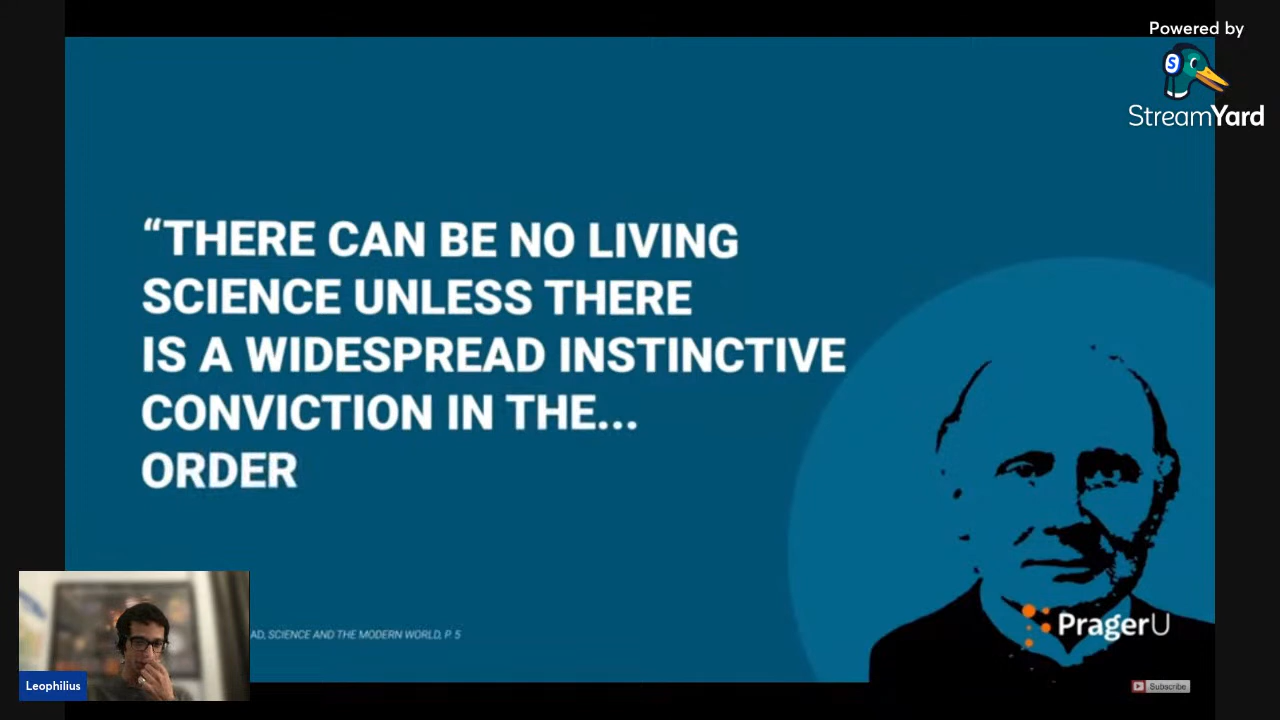 Powered by
StreamYard
“THERE CAN BE NO LIVING
SCIENCE UNLESS THERE
IS A WIDESPREAD INSTINCTIVE
CONVICTION IN THE...
ORDER
AD, SCIENCE AND THE MODERN WORLD, P. 5
PragerU
Subscribe
Leophilius